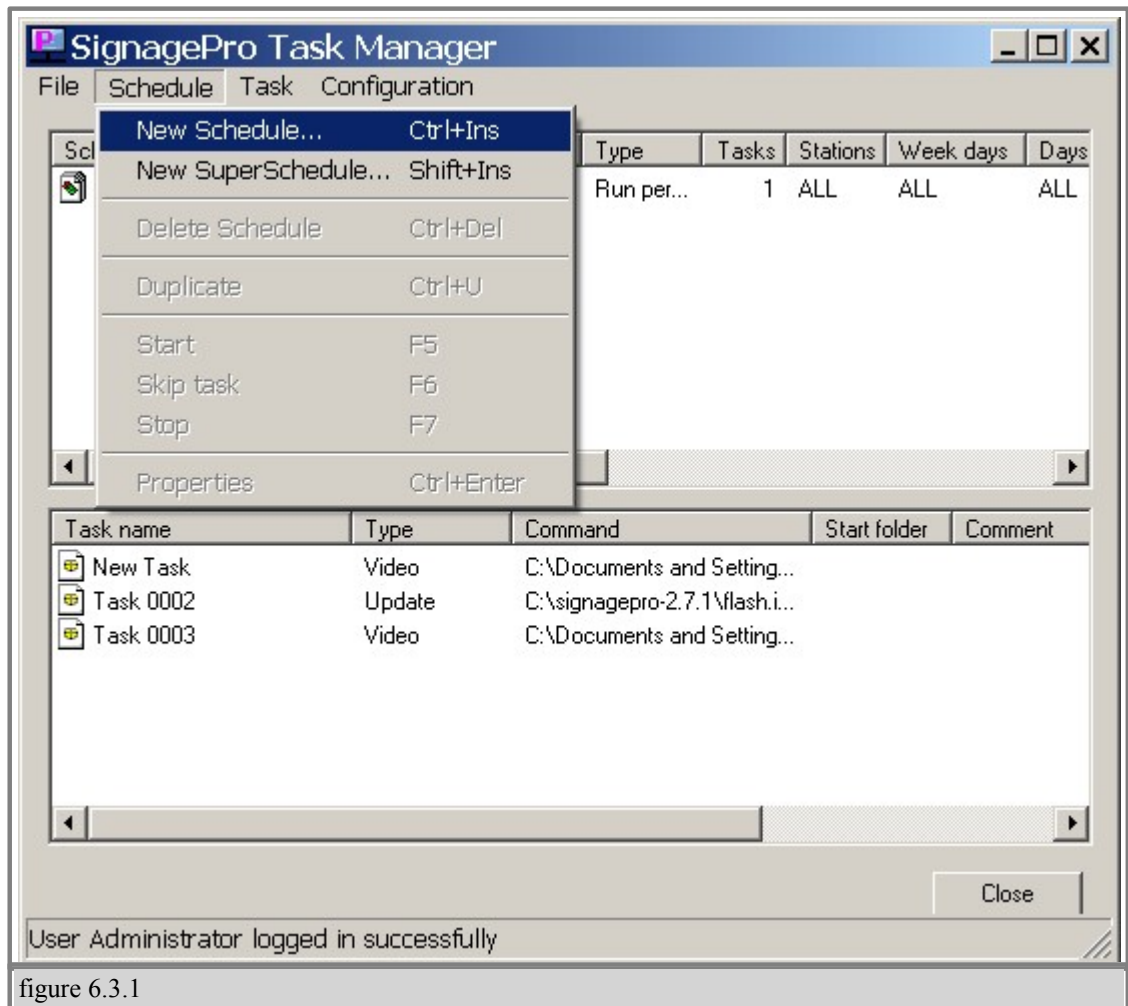 SignagePro Task Manager
File Schedule Task Configuration
New Schedule... Ctrl+Ins
New SuperSchedule... Shift+Ins
Delete Schedule Ctrl+Del
Duplicate Ctrl+U
Start F5
Skip task F6
Stop F7
Properties Ctrl+Enter
Type Tasks Stations Week days Days
Run per... 1 ALL ALL ALL
Task name Type Command Start folder Comment
New Task Video C:\Documents and Setting...
Task 0002 Update C:\signagepro-2.7.1\flash.i...
Task 0003 Video C:\Documents and Setting...
Close
User Administrator logged in successfully
figure 6.3.1